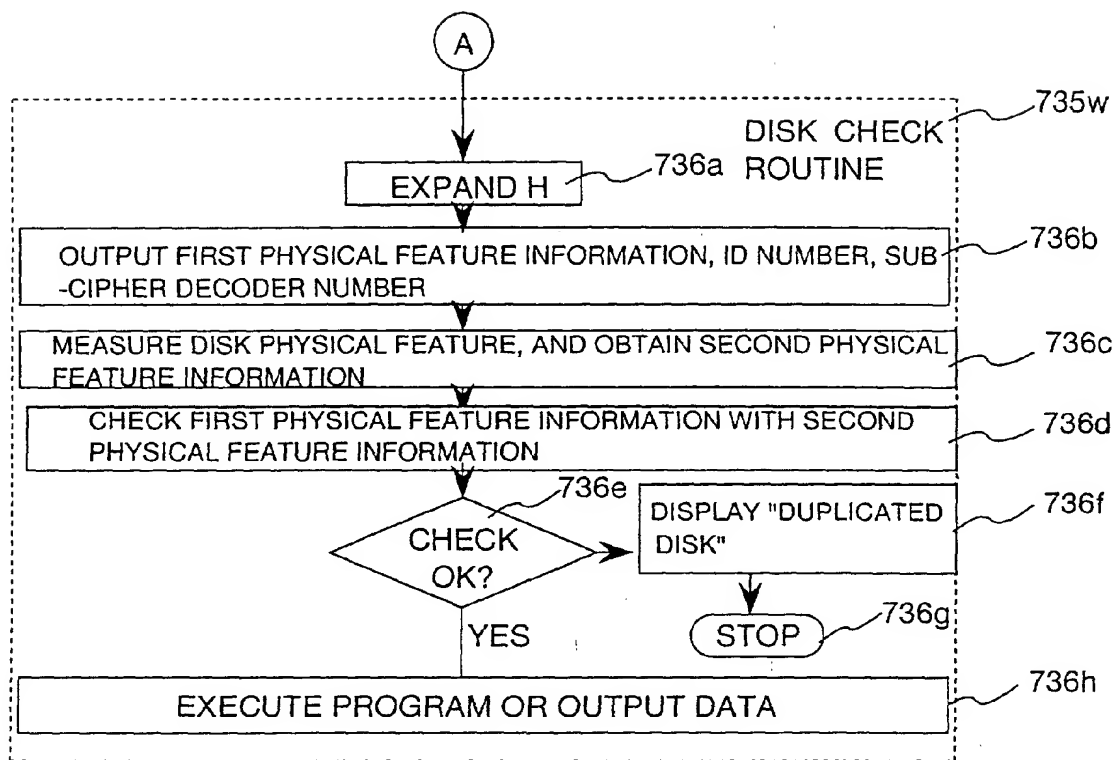 A
735w
DISK CHECK
ROUTINE
736a
EXPAND H
736b
OUTPUT FIRST PHYSICAL FEATURE INFORMATION, ID NUMBER, SUB
-CIPHER DECODER NUMBER
736c
MEASURE DISK PHYSICAL FEATURE, AND OBTAIN SECOND PHYSICAL
FEATURE INFORMATION
736d
CHECK FIRST PHYSICAL FEATURE INFORMATION WITH SECOND
PHYSICAL FEATURE INFORMATION
736e
CHECK
OK?
736f
DISPLAY "DUPLICATED
DISK"
736g
STOP
YES
736h
EXECUTE PROGRAM OR OUTPUT DATA